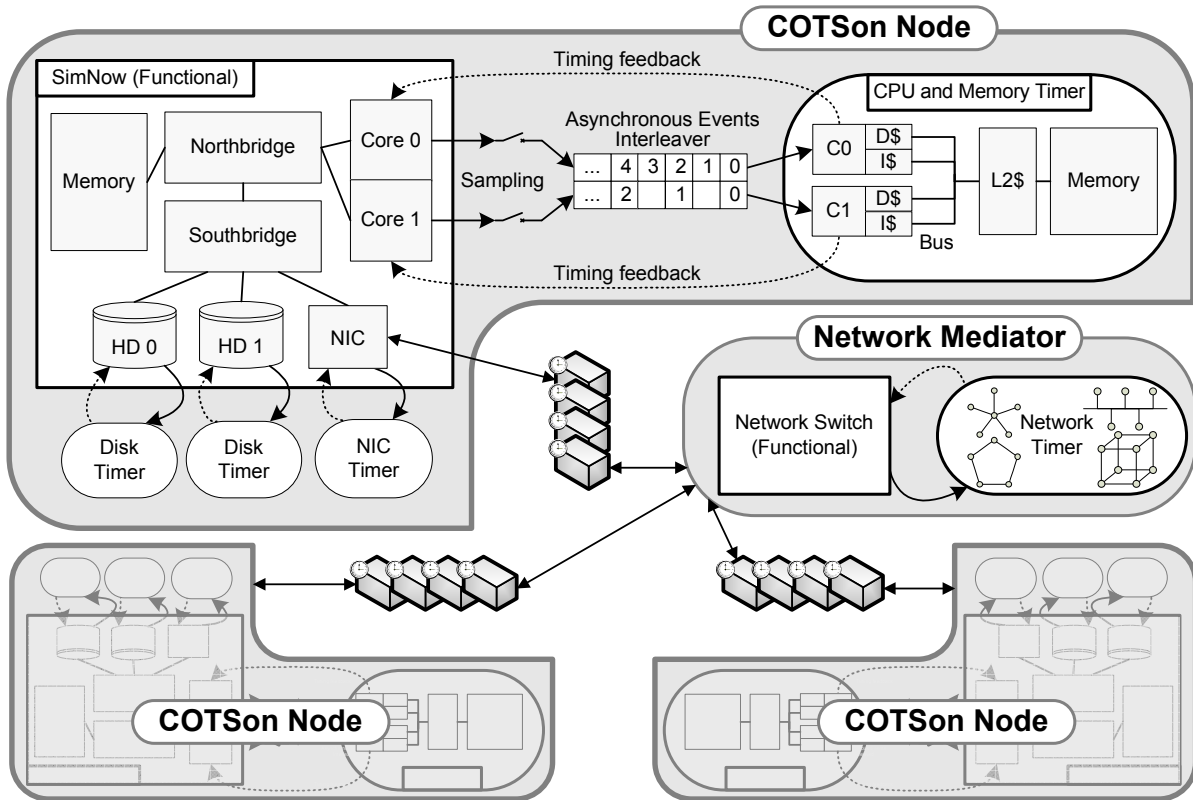 COTSon Node
SimNow (Functional)
Timing feedback
CPU and Memory Timer
Memory
Northbridge
Core 0
Core 1
Southbridge
Sampling
Asynchronous Events
Interleaver
... 4 3 2 1 0
... 2 1 0
C0
D$
I$
C1
D$
I$
Bus
L2$
Memory
Timing feedback
HD 0
HD 1
NIC
Disk
Timer
Disk
Timer
NIC
Timer
Network Mediator
Network Switch
(Functional)
Network
Timer
COTSon Node
COTSon Node